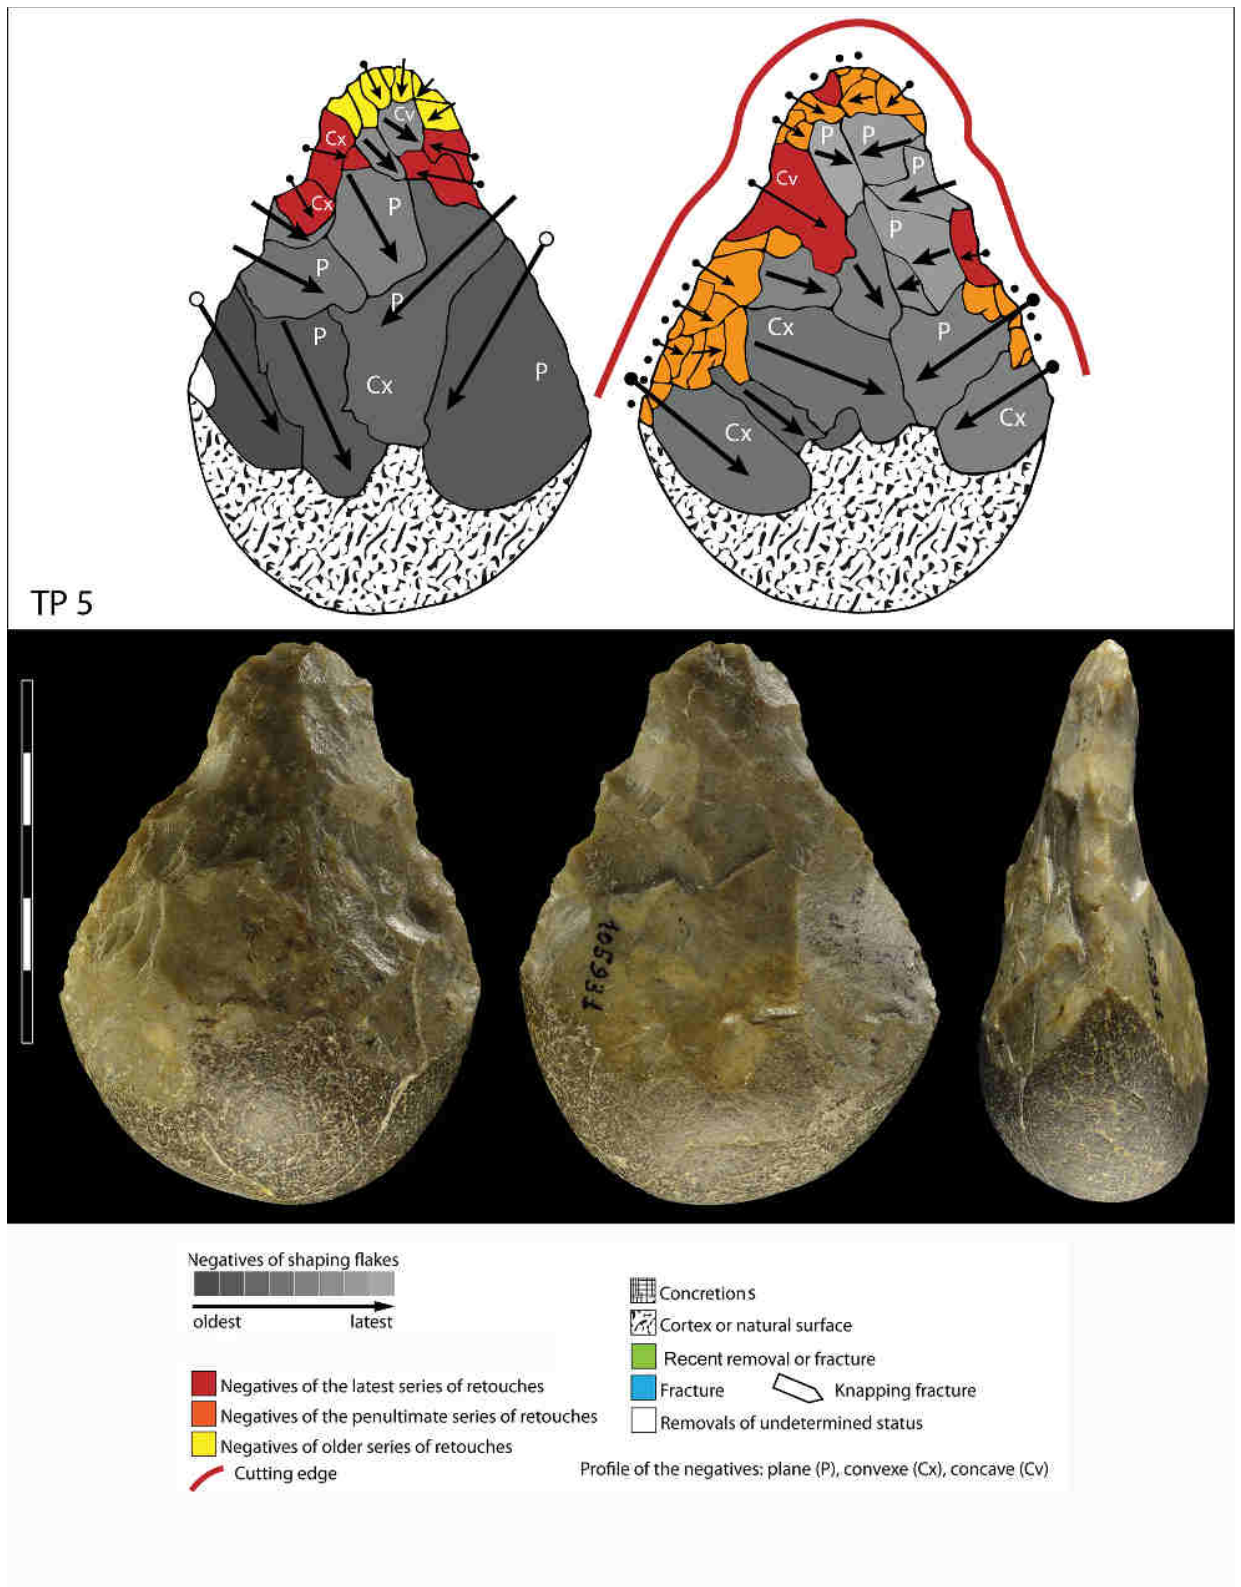 Cv
Cx
Cx
P
P
P
P
Cx
P
P
P
P
Cv
P
Cx
P
Cx
Cx
TP 5
105931
Negatives of shaping flakes
oldest latest
Negatives of the latest series of retouches
Negatives of the penultimate series of retouches
Negatives of older series of retouches
Cutting edge
Concretions
Cortex or natural surface
Recent removal or fracture
Fracture
Knapping fracture
Removals of undetermined status
Profile of the negatives: plane (P), convexe (Cx), concave (Cv)